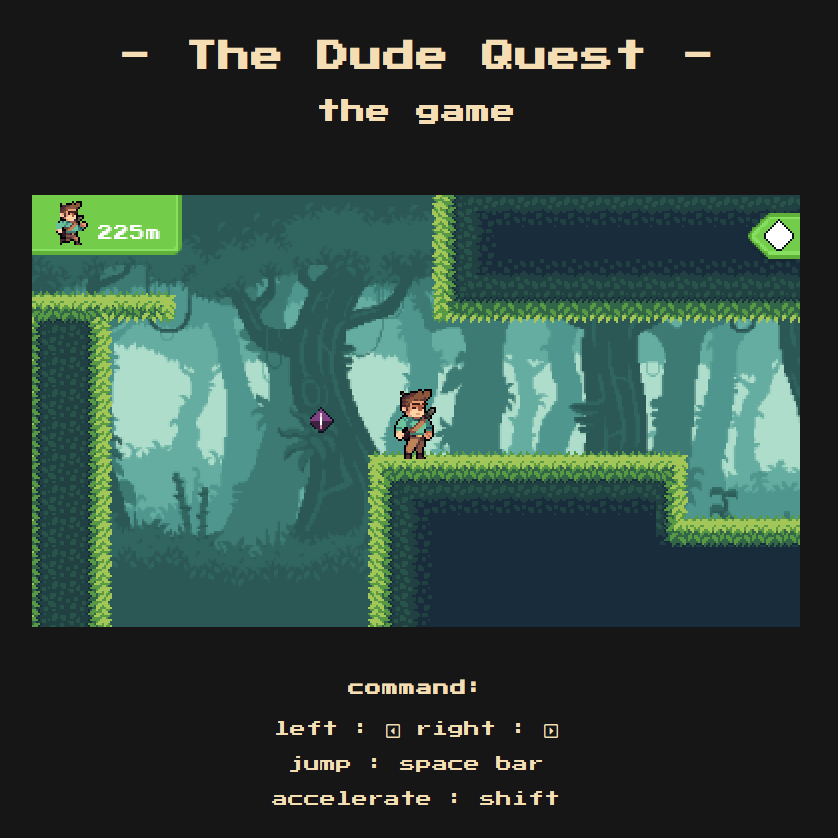 - The Dude Quest -
the game
225m
command:
left : ◂ right : ▸
jump : space bar
accelerate : shift